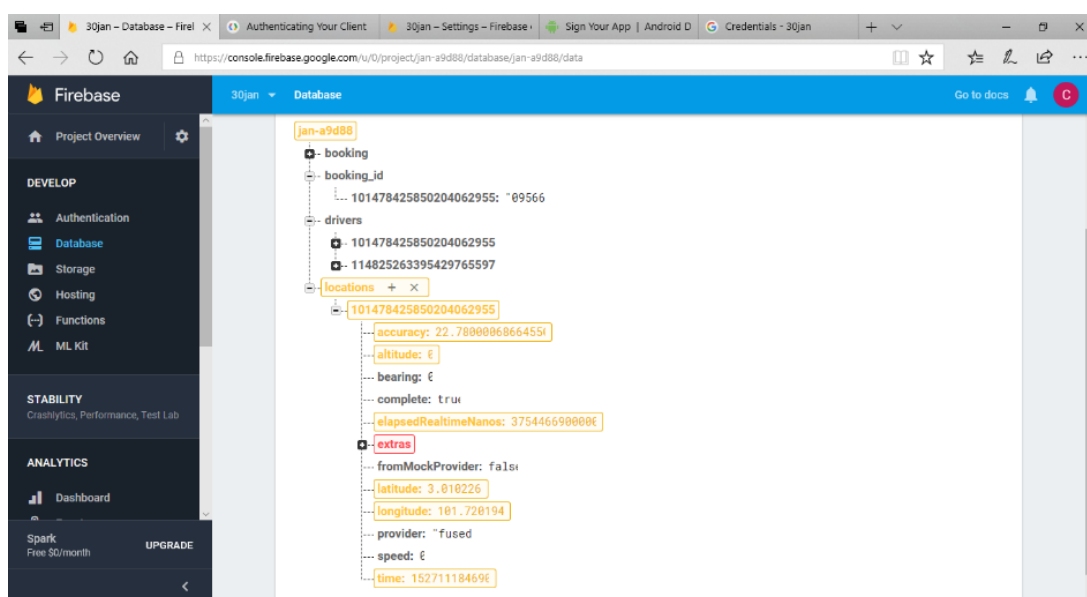 30jan – Database – Firel
Authenticating Your Client
30jan – Settings – Firebase
Sign Your App | Android D
Credentials - 30jan
https://console.firebase.google.com/u/0/project/jan-a9d88/database/jan-a9d88/data
Firebase
30jan
Database
Go to docs
C
Project Overview
DEVELOP
Authentication
Database
Storage
Hosting
Functions
ML Kit
STABILITY
Crashlytics, Performance, Test Lab
ANALYTICS
Dashboard
Spark
Free $0/month
UPGRADE
jan-a9d88
booking
booking_id
101478425850204062955: "09566
drivers
101478425850204062955
114825263395429765597
locations
101478425850204062955
accuracy: 22.780000686645508
altitude: 0
bearing: 0
complete: true
elapsedRealtimeNanos: 375446690000
extras
fromMockProvider: false
latitude: 3.010226
longitude: 101.720194
provider: "fused
speed: 0
time: 152711184690